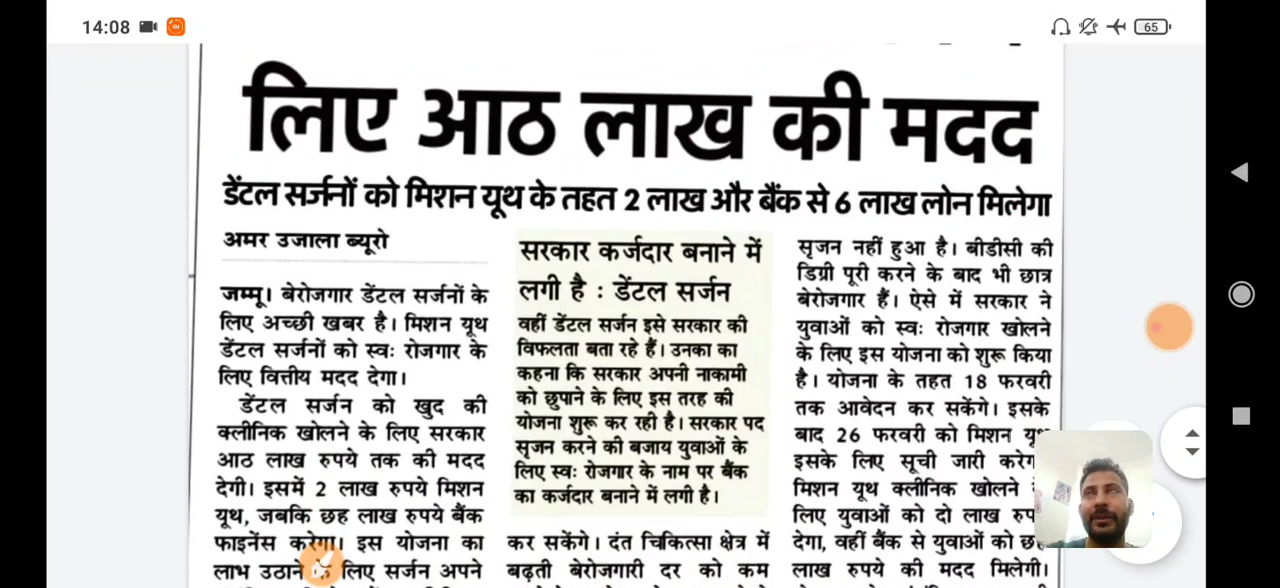 14:08
65
लिए आठ लाख की मदद
डेंटल सर्जनों को मिशन यूथ के तहत 2 लाख और बैंक से 6 लाख लोन मिलेगा
अमर उजाला ब्यूरो
जम्मू। बेरोजगार डेंटल सर्जनों के
लिए अच्छी खबर है। मिशन यूथ
डेंटल सर्जनों को स्वः रोजगार के
लिए वित्तीय मदद देगा।
डेंटल सर्जन को खुद की
क्लीनिक खोलने के लिए सरकार
आठ लाख रुपये तक की मदद
देगी। इसमें 2 लाख रुपये मिशन
यूथ, जबकि छह लाख रुपये बैंक
फाइनेंस करेगा। इस योजना का
लाभ उठाने के लिए सर्जन अपने
सरकार कर्जदार बनाने में
लगी है : डेंटल सर्जन
वहीं डेंटल सर्जन इसे सरकार की
विफलता बता रहे हैं। उनका का
कहना कि सरकार अपनी नाकामी
को छुपाने के लिए इस तरह की
योजना शुरू कर रही है। सरकार पद
सृजन करने की बजाय युवाओं के
लिए स्वः रोजगार के नाम पर बैंक
का कर्जदार बनाने में लगी है।
कर सकेंगे। दंत चिकित्सा क्षेत्र में
बढ़ती बेरोजगारी दर को कम
सृजन नहीं हुआ है। बीडीसी की
डिग्री पूरी करने के बाद भी छात्र
बेरोजगार हैं। ऐसे में सरकार ने
युवाओं को स्वः रोजगार खोलने
के लिए इस योजना को शुरू किया
है। योजना के तहत 18 फरवरी
तक आवेदन कर सकेंगे। इसके
बाद 26 फरवरी को मिशन यूथ
इसके लिए सूची जारी करेगा
मिशन यूथ क्लीनिक खोलने
लिए युवाओं को दो लाख
देगा, वहीं बैंक से युवाओं को छह
लाख रुपये की मदद मिलेगी।